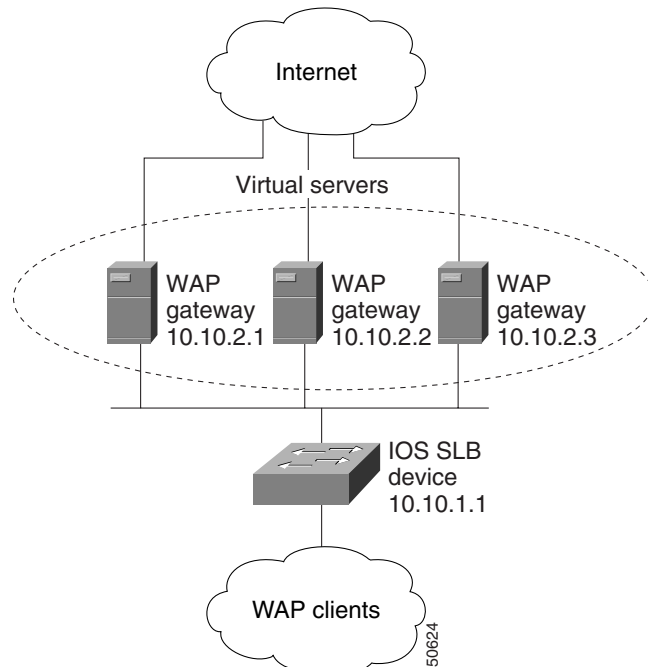 Internet
Virtual servers
WAP
gateway
10.10.2.1
WAP
gateway
10.10.2.2
WAP
gateway
10.10.2.3
IOS SLB
device
10.10.1.1
WAP clients
50624